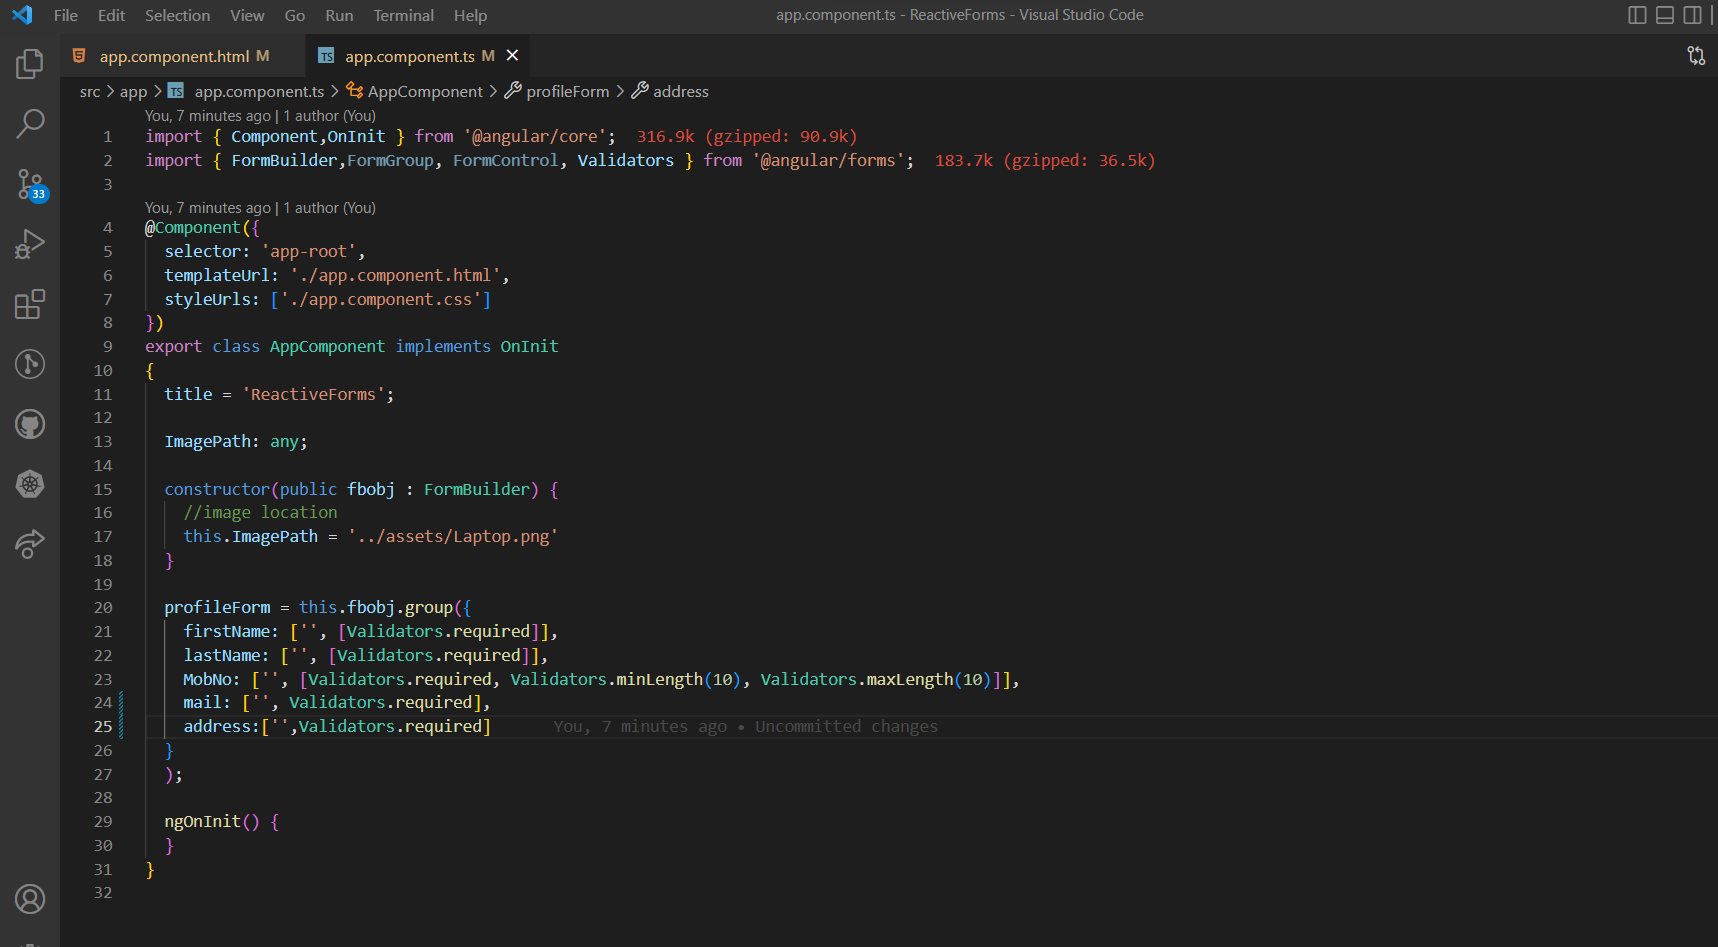 File Edit Selection View Go Run Terminal Help app.component.ts - ReactiveForms - Visual Studio Code
app.component.html M TS app.component.ts M
src > app > TS app.component.ts > AppComponent > profileForm > address
33
You, 7 minutes ago | 1 author (You)
1 import { Component,OnInit } from '@angular/core'; 316.9k (gzipped: 90.9k)
2 import { FormBuilder,FormGroup, FormControl, Validators } from '@angular/forms'; 183.7k (gzipped: 36.5k)
3
You, 7 minutes ago | 1 author (You)
4 @Component({
5   selector: 'app-root',
6   templateUrl: './app.component.html',
7   styleUrls: ['./app.component.css']
8 })
9 export class AppComponent implements OnInit
10 {
11   title = 'ReactiveForms';
12
13   ImagePath: any;
14
15   constructor(public fbobj : FormBuilder) {
16     //image location
17     this.ImagePath = '../assets/Laptop.png'
18   }
19
20   profileForm = this.fbobj.group({
21     firstName: ['', [Validators.required]],
22     lastName: ['', [Validators.required]],
23     MobNo: ['', [Validators.required, Validators.minLength(10), Validators.maxLength(10)]],
24     mail: ['', Validators.required],
25     address:['',Validators.required] You, 7 minutes ago • Uncommitted changes
26   }
27   );
28
29   ngOnInit() {
30   }
31 }
32